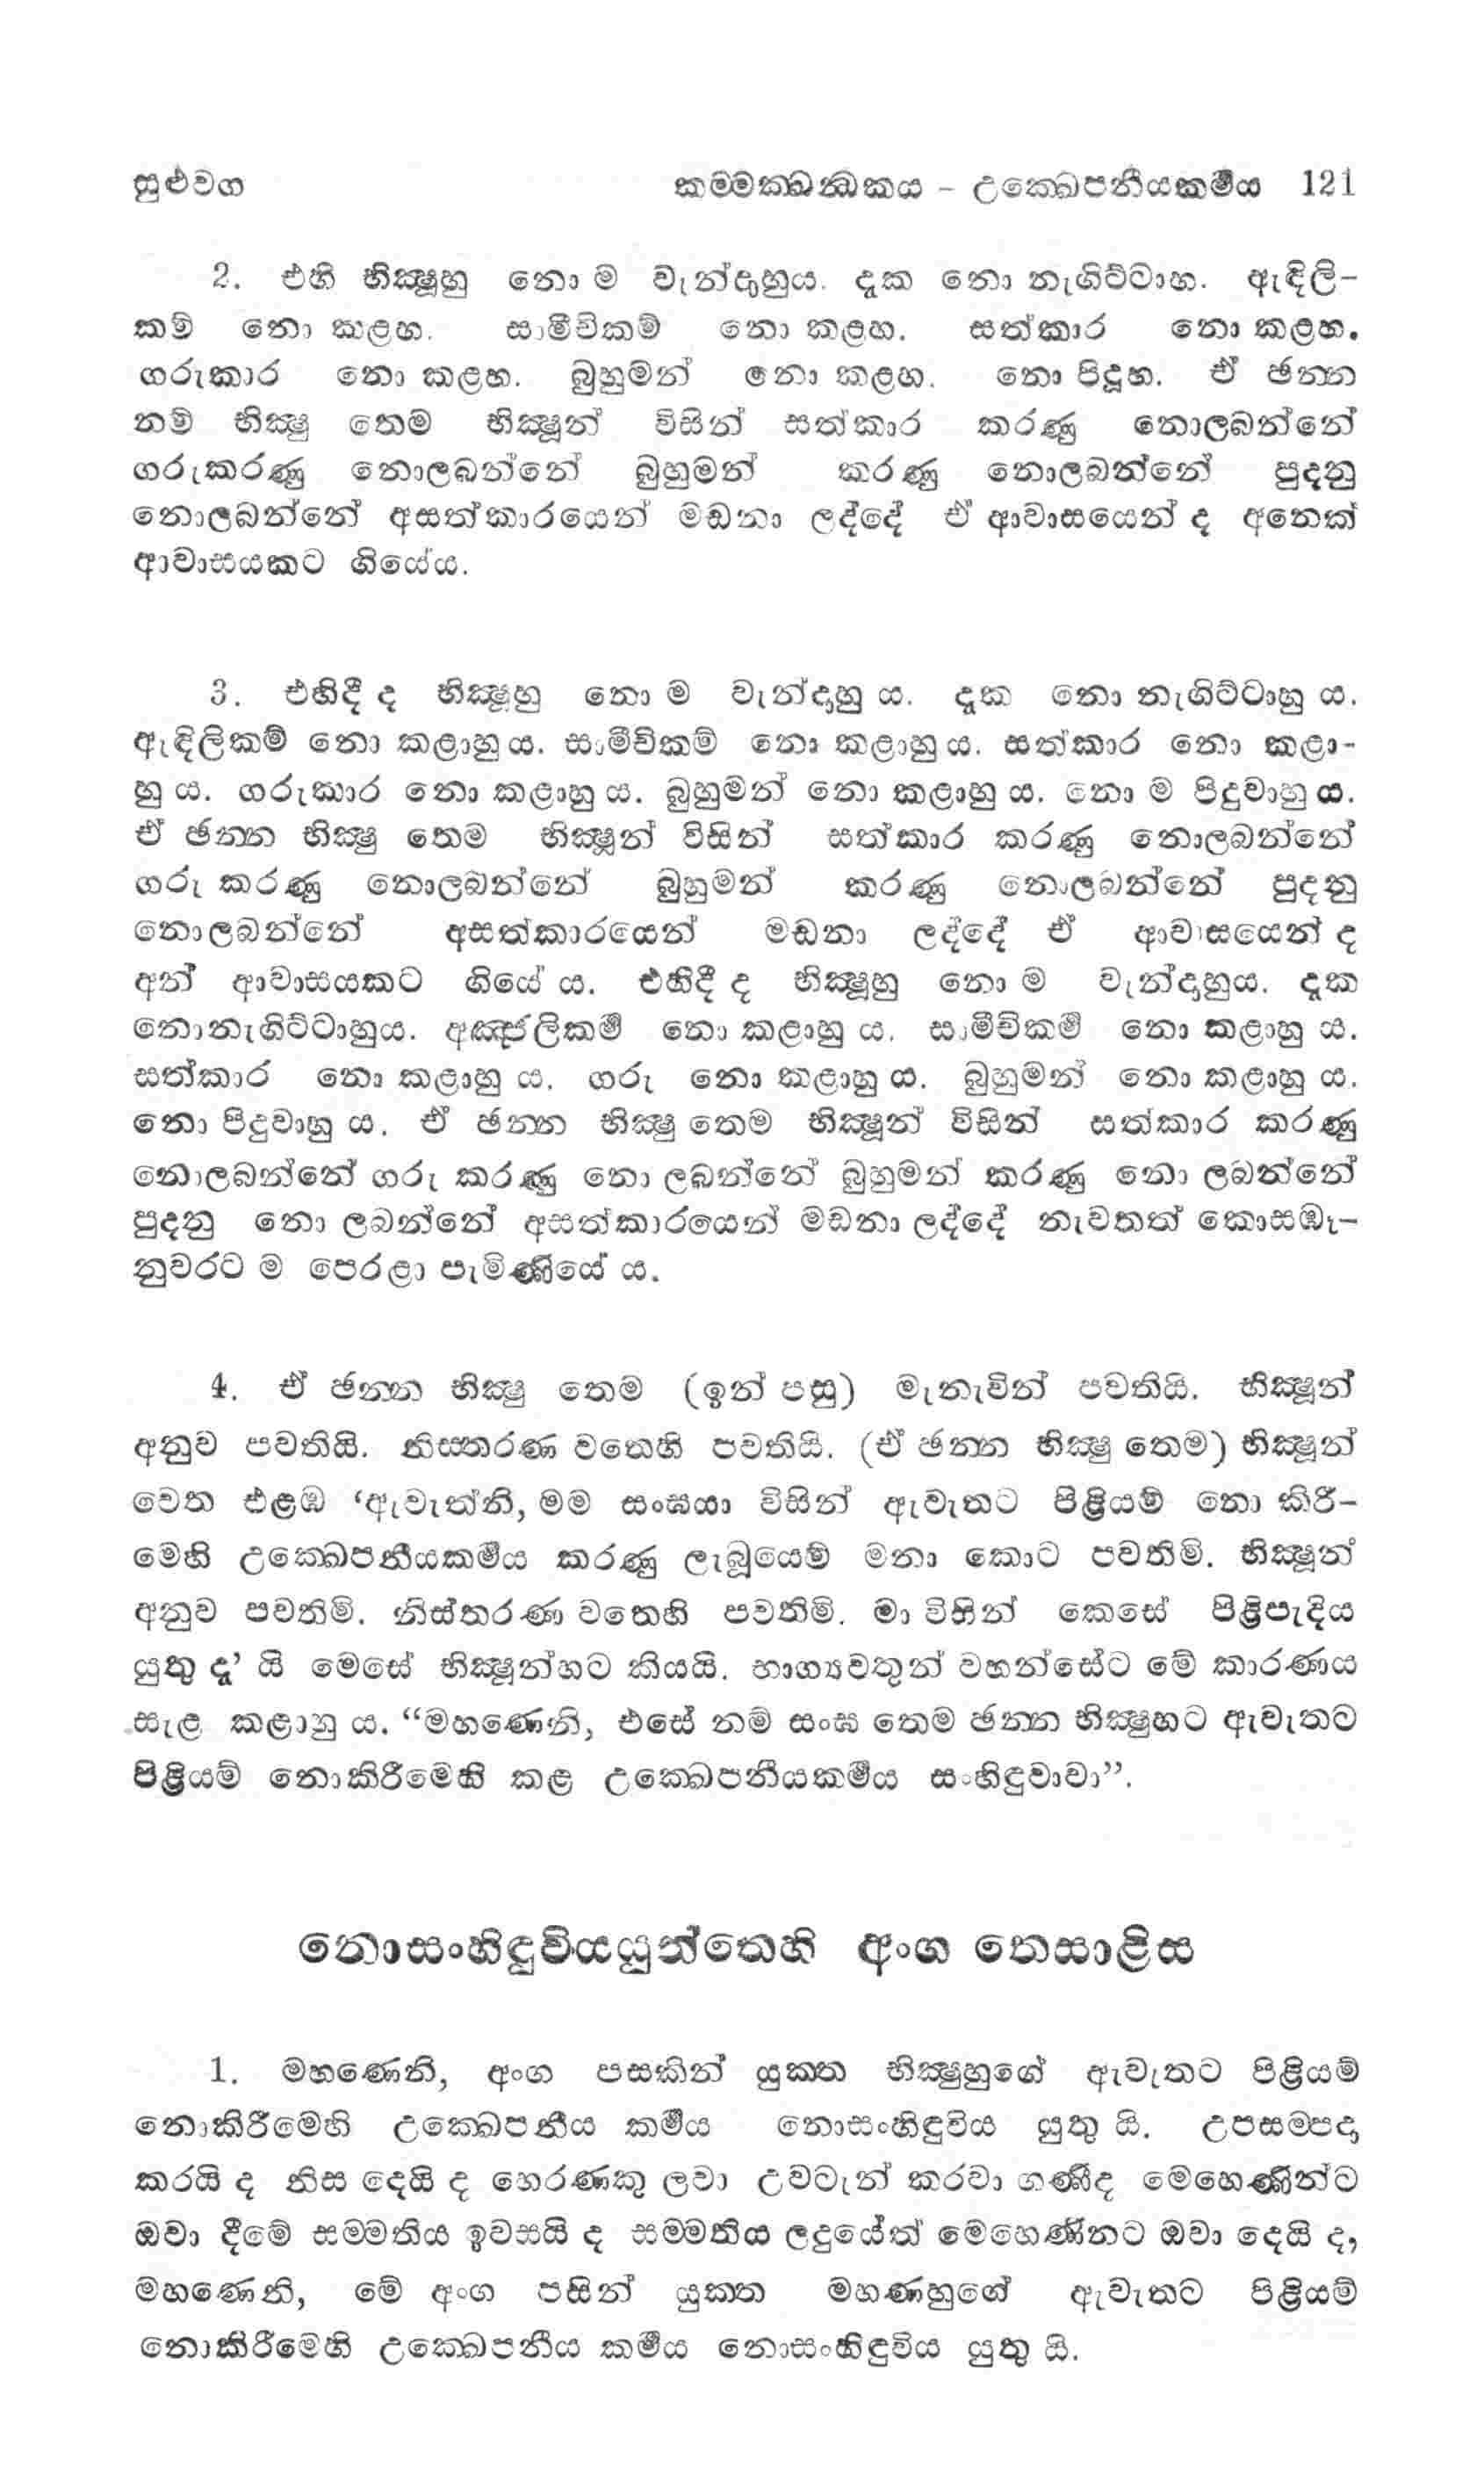 සුළුවග කම්මක්ඛන්ධකය - උක්ඛෙපනීයකර්‍මය 121
2. එහි භික්‍ෂූහු නො ම වැන්දාහුය. දැක නො නැගිට්ටාහ. ඇඳිලි-
කම් නො කළහ. සාමීචිකම් නො කළහ. සත්කාර නො කළහ.
ගරුකාර නො කළහ. බුහුමන් නො කළහ. නො පිදූහ. ඒ ඡන්න
නම් භික්‍ෂු තෙම භික්‍ෂූන් විසින් සත්කාර කරණු නොලබන්නේ
ගරුකරණු නොලබන්නේ බුහුමන් කරණු නොලබන්නේ පුදනු
නොලබන්නේ අසත්කාරයෙන් මඩනා ලද්දේ ඒ ආවාසයෙන් ද අනෙක්
ආවාසයකට ගියේය.
3. එහිදී ද භික්‍ෂූහු නො ම වැන්දාහු ය. දැක නො නැගිට්ටාහු ය.
ඇඳිලිකම් නො කළාහු ය. සාමීචිකම් නො කළාහු ය. සත්කාර නො කළා-
හු ය. ගරුකාර නො කළාහු ය. බුහුමන් නො කළාහු ය. නො ම පිදුවාහු ය.
ඒ ඡන්න භික්‍ෂු තෙම භික්‍ෂූන් විසින් සත්කාර කරණු නොලබන්නේ
ගරු කරණු නොලබන්නේ බුහුමන් කරණු නොලබන්නේ පුදනු
නොලබන්නේ අසත්කාරයෙන් මඩනා ලද්දේ ඒ ආවාසයෙන් ද
අන් ආවාසයකට ගියේ ය. එහිදී ද භික්‍ෂූහු නො ම වැන්දාහුය. දැක
නොනැගිට්ටාහුය. අඤ්ජලිකර්‍ම නො කළාහු ය. සාමීචිකර්‍ම නො කළාහු ය.
සත්කාර නො කළාහු ය. ගරු නො කළාහු ය. බුහුමන් නො කළාහු ය.
නො පිදුවාහු ය. ඒ ඡන්න භික්‍ෂු තෙම භික්‍ෂූන් විසින් සත්කාර කරණු
නොලබන්නේ ගරු කරණු නො ලබන්නේ බුහුමන් කරණු නො ලබන්නේ
පුදනු නො ලබන්නේ අසත්කාරයෙන් මඩනා ලද්දේ නැවතත් කොසඹෑ-
නුවරට ම පෙරළා පැමිණියේ ය.
4. ඒ ඡන්න භික්‍ෂු තෙම (ඉන් පසු) මැනැවින් පවතියි. භික්‍ෂූන්
අනුව පවතියි. නිස්තරණ වතෙහි පවතියි. (ඒ ඡන්න භික්‍ෂු තෙම) භික්‍ෂූන්
වෙත එළඹ ‘ඇවැත්නි, මම සංඝයා විසින් ඇවැතට පිළියම් නො කිරී-
මෙහි උක්ඛෙපනීයකර්‍මය කරණු ලැබූයෙම් මනා කොට පවතිමි. භික්‍ෂූන්
අනුව පවතිමි. නිස්තරණ වතෙහි පවතිමි. මා විහින් කෙසේ පිළිපැදිය
යුතු දැ’ යි මෙසේ භික්‍ෂූන්හට කියයි. භාග්‍යවතුන් වහන්සේට මේ කාරණය
සැළ කළාහු ය. “මහණෙනි, එසේ නම් සංඝ තෙම ඡන්න භික්‍ෂුහට ඇවැතට
පිළියම් නොකිරීමෙහි කළ උක්ඛෙපනීයකර්‍මය සංහිඳුවාවා”.
නොසංහිඳුවියයුත්තෙහි අංග තෙසාළිස
1. මහණෙනි, අංග පසකින් යුක්ත භික්‍ෂුහුගේ ඇවැතට පිළියම්
නොකිරීමෙහි උක්ඛෙපනීය කර්‍මය නොසංහිඳුවිය යුතු යි. උපසම්පදා
කරයි ද නිස දෙයි ද හෙරණකු ලවා උවටැන් කරවා ගණීද මෙහෙණින්ට
ඔවා දීමේ සම්මතිය ඉවසයි ද සම්මතිය ලදුයේත් මෙහෙණිනට ඔවා දෙයි ද,
මහණෙනි, මේ අංග පසින් යුක්ත මහණහුගේ ඇවැතට පිළියම්
නොකිරීමෙහි උක්ඛෙපනීය කර්‍මය නොසංහිඳුවිය යුතු යි.